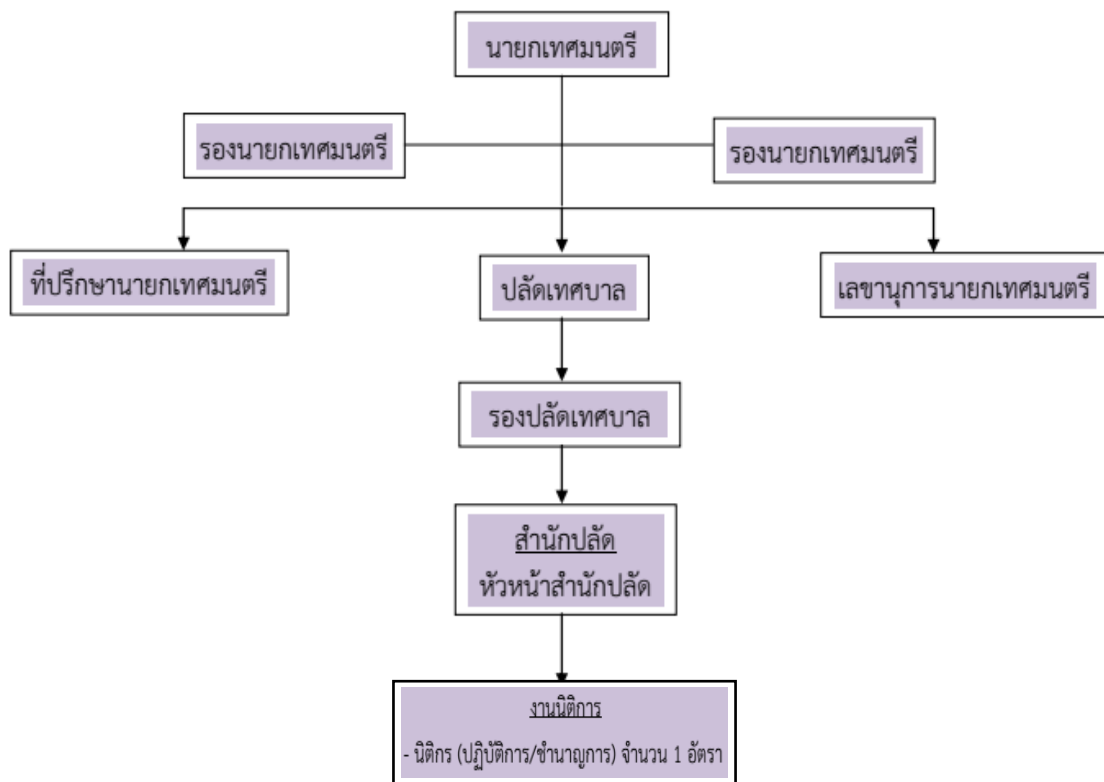 นายกเทศมนตรี
รองนายกเทศมนตรี
รองนายกเทศมนตรี
ที่ปรึกษานายกเทศมนตรี
ปลัดเทศบาล
เลขานุการนายกเทศมนตรี
รองปลัดเทศบาล
สำนักปลัด
หัวหน้าสำนักปลัด
งานนิติการ
- นิติกร (ปฏิบัติการ/ชำนาญการ) จำนวน 1 อัตรา